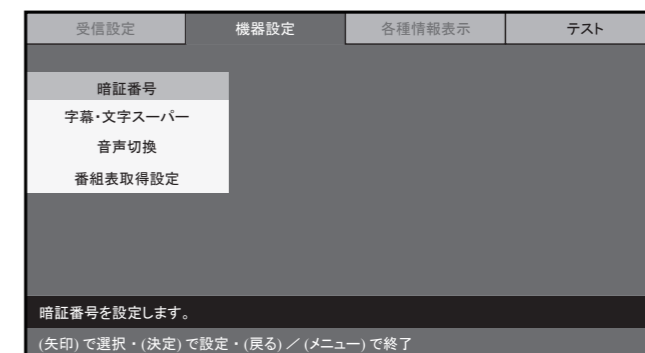 受信設定 機器設定 各種情報表示 テスト
暗証番号
字幕・文字スーパー
音声切換
番組表取得設定
暗証番号を設定します。
(矢印) で選択・(決定) で設定・(戻る) ／ (メニュー) で終了